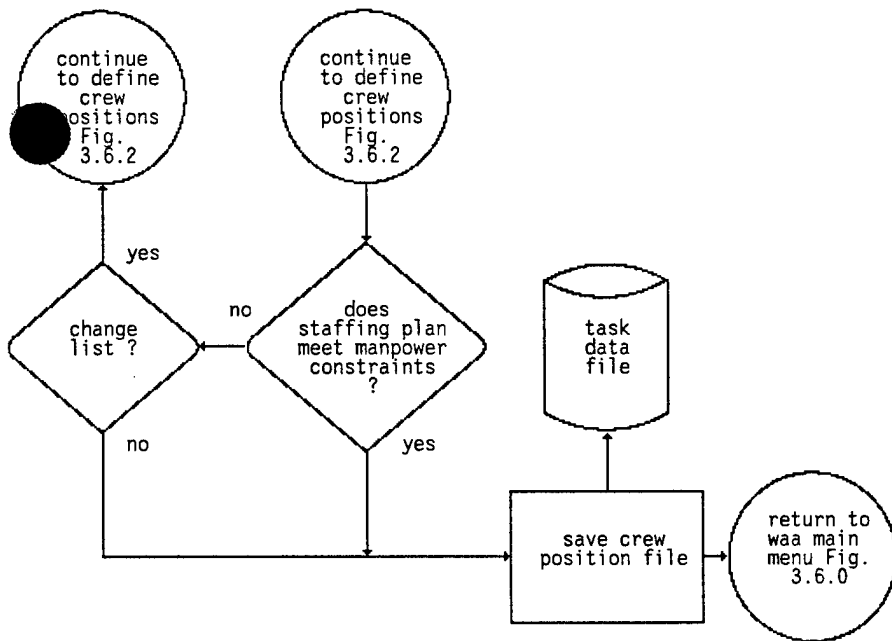 continue
to define
crew
positions
Fig.
3.6.2
continue
to define
crew
positions
Fig.
3.6.2
yes
change
list ?
no
no
does
staffing plan
meet manpower
constraints
?
yes
task
data
file
save crew
position file
return to
waa main
menu Fig.
3.6.0